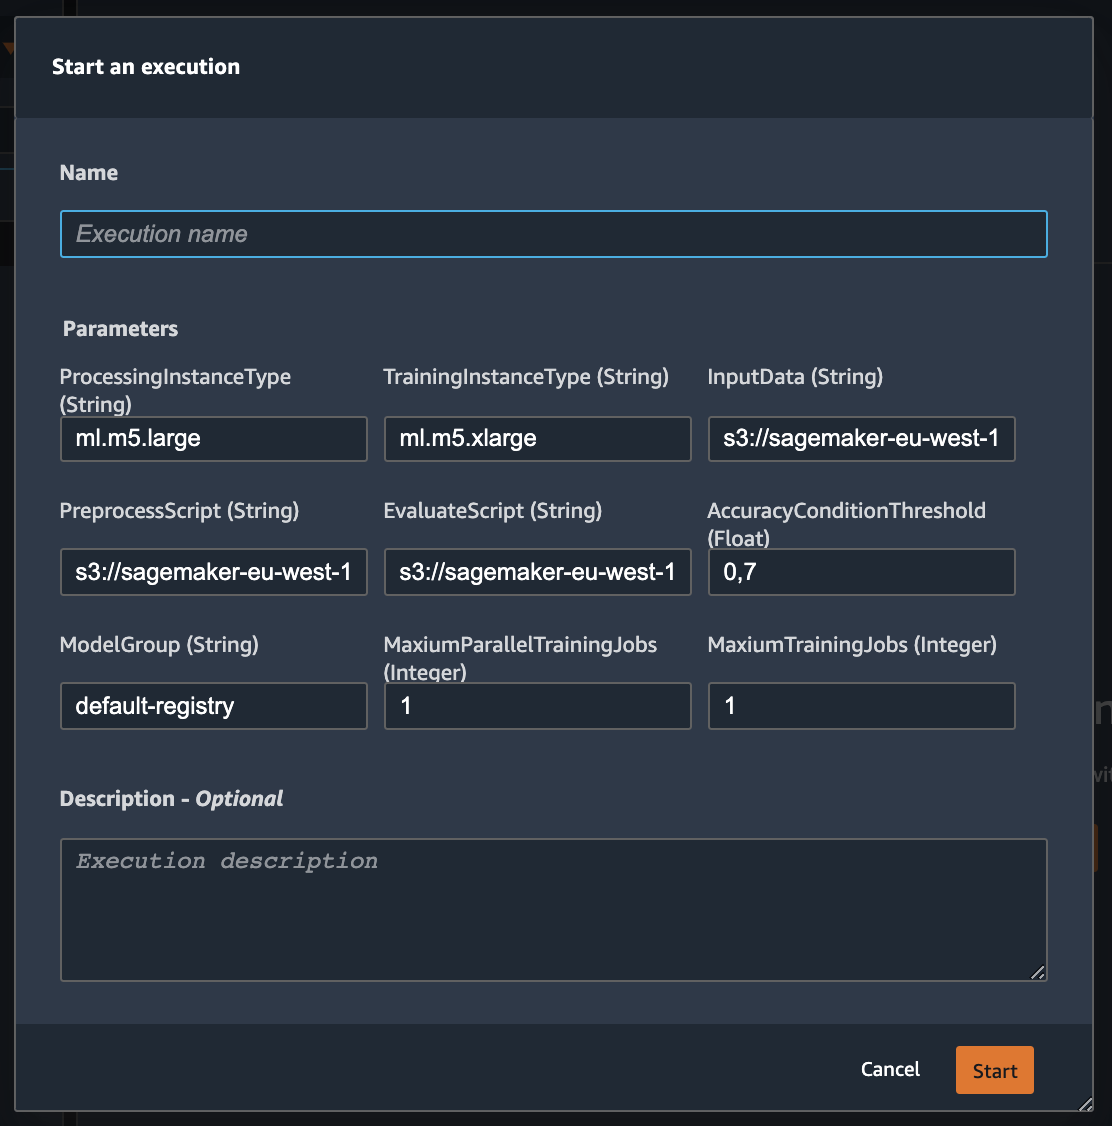 Start an execution
Name
Execution name
Parameters
ProcessingInstanceType
(String)
TrainingInstanceType (String)
InputData (String)
ml.m5.large
ml.m5.xlarge
s3://sagemaker-eu-west-1
PreprocessScript (String)
EvaluateScript (String)
AccuracyConditionThreshold
(Float)
s3://sagemaker-eu-west-1
s3://sagemaker-eu-west-1
0,7
ModelGroup (String)
MaxiumParallelTrainingJobs
(Integer)
MaxiumTrainingJobs (Integer)
default-registry
1
1
Description - Optional
Execution description
Cancel
Start